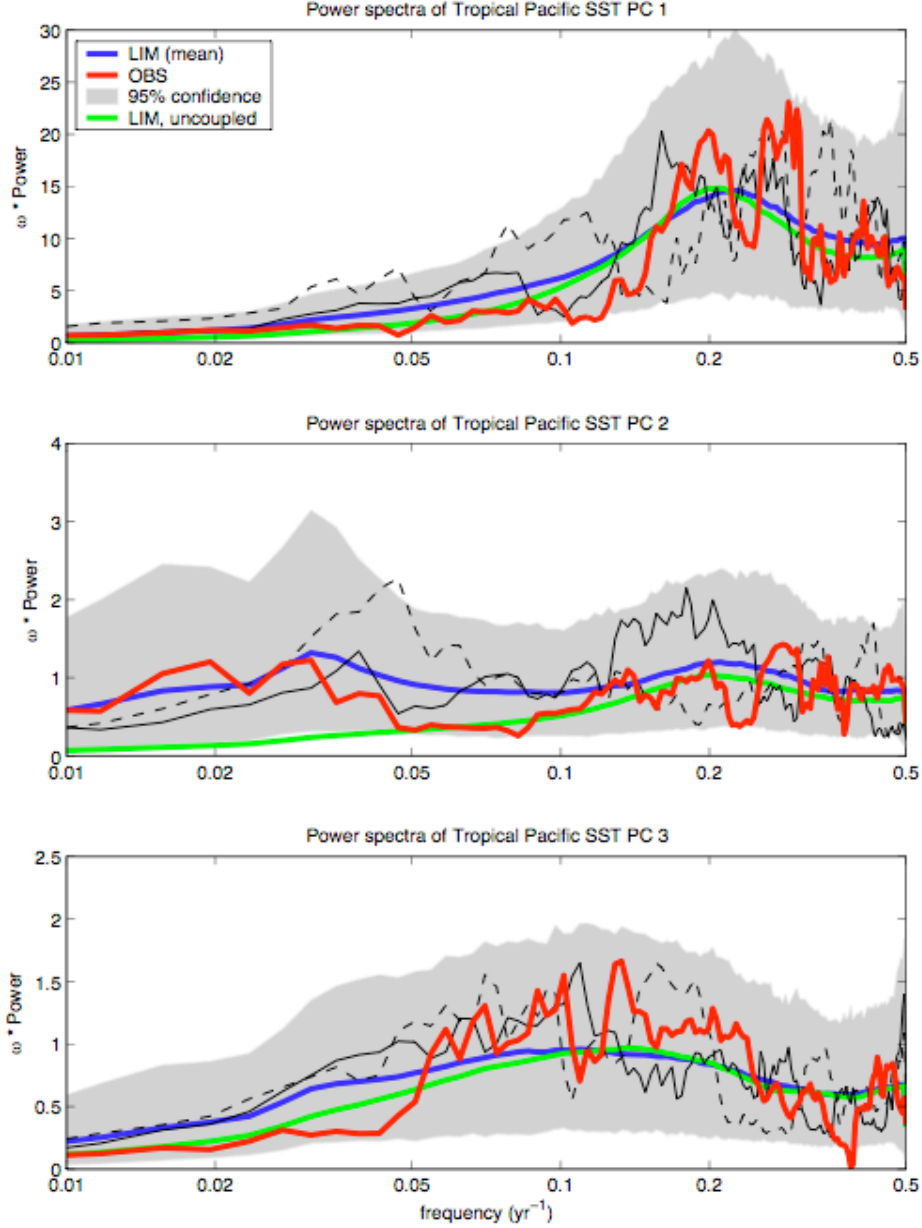 Power spectra of Tropical Pacific SST PC 1
30
25
20
15
10
5
0
ω * Power
LIM (mean)
OBS
95% confidence
LIM, uncoupled
0.01 0.02 0.05 0.1 0.2 0.5
Power spectra of Tropical Pacific SST PC 2
4
3
2
1
0
ω * Power
0.01 0.02 0.05 0.1 0.2 0.5
Power spectra of Tropical Pacific SST PC 3
2.5
2
1.5
1
0.5
0
ω * Power
0.01 0.02 0.05 0.1 0.2 0.5
frequency (yr⁻¹)